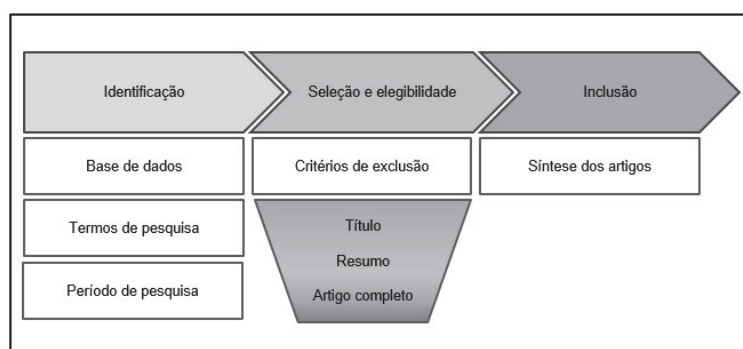 Identificação
Seleção e elegibilidade
Inclusão
Base de dados
Critérios de exclusão
Síntese dos artigos
Termos de pesquisa
Título
Resumo
Período de pesquisa
Artigo completo